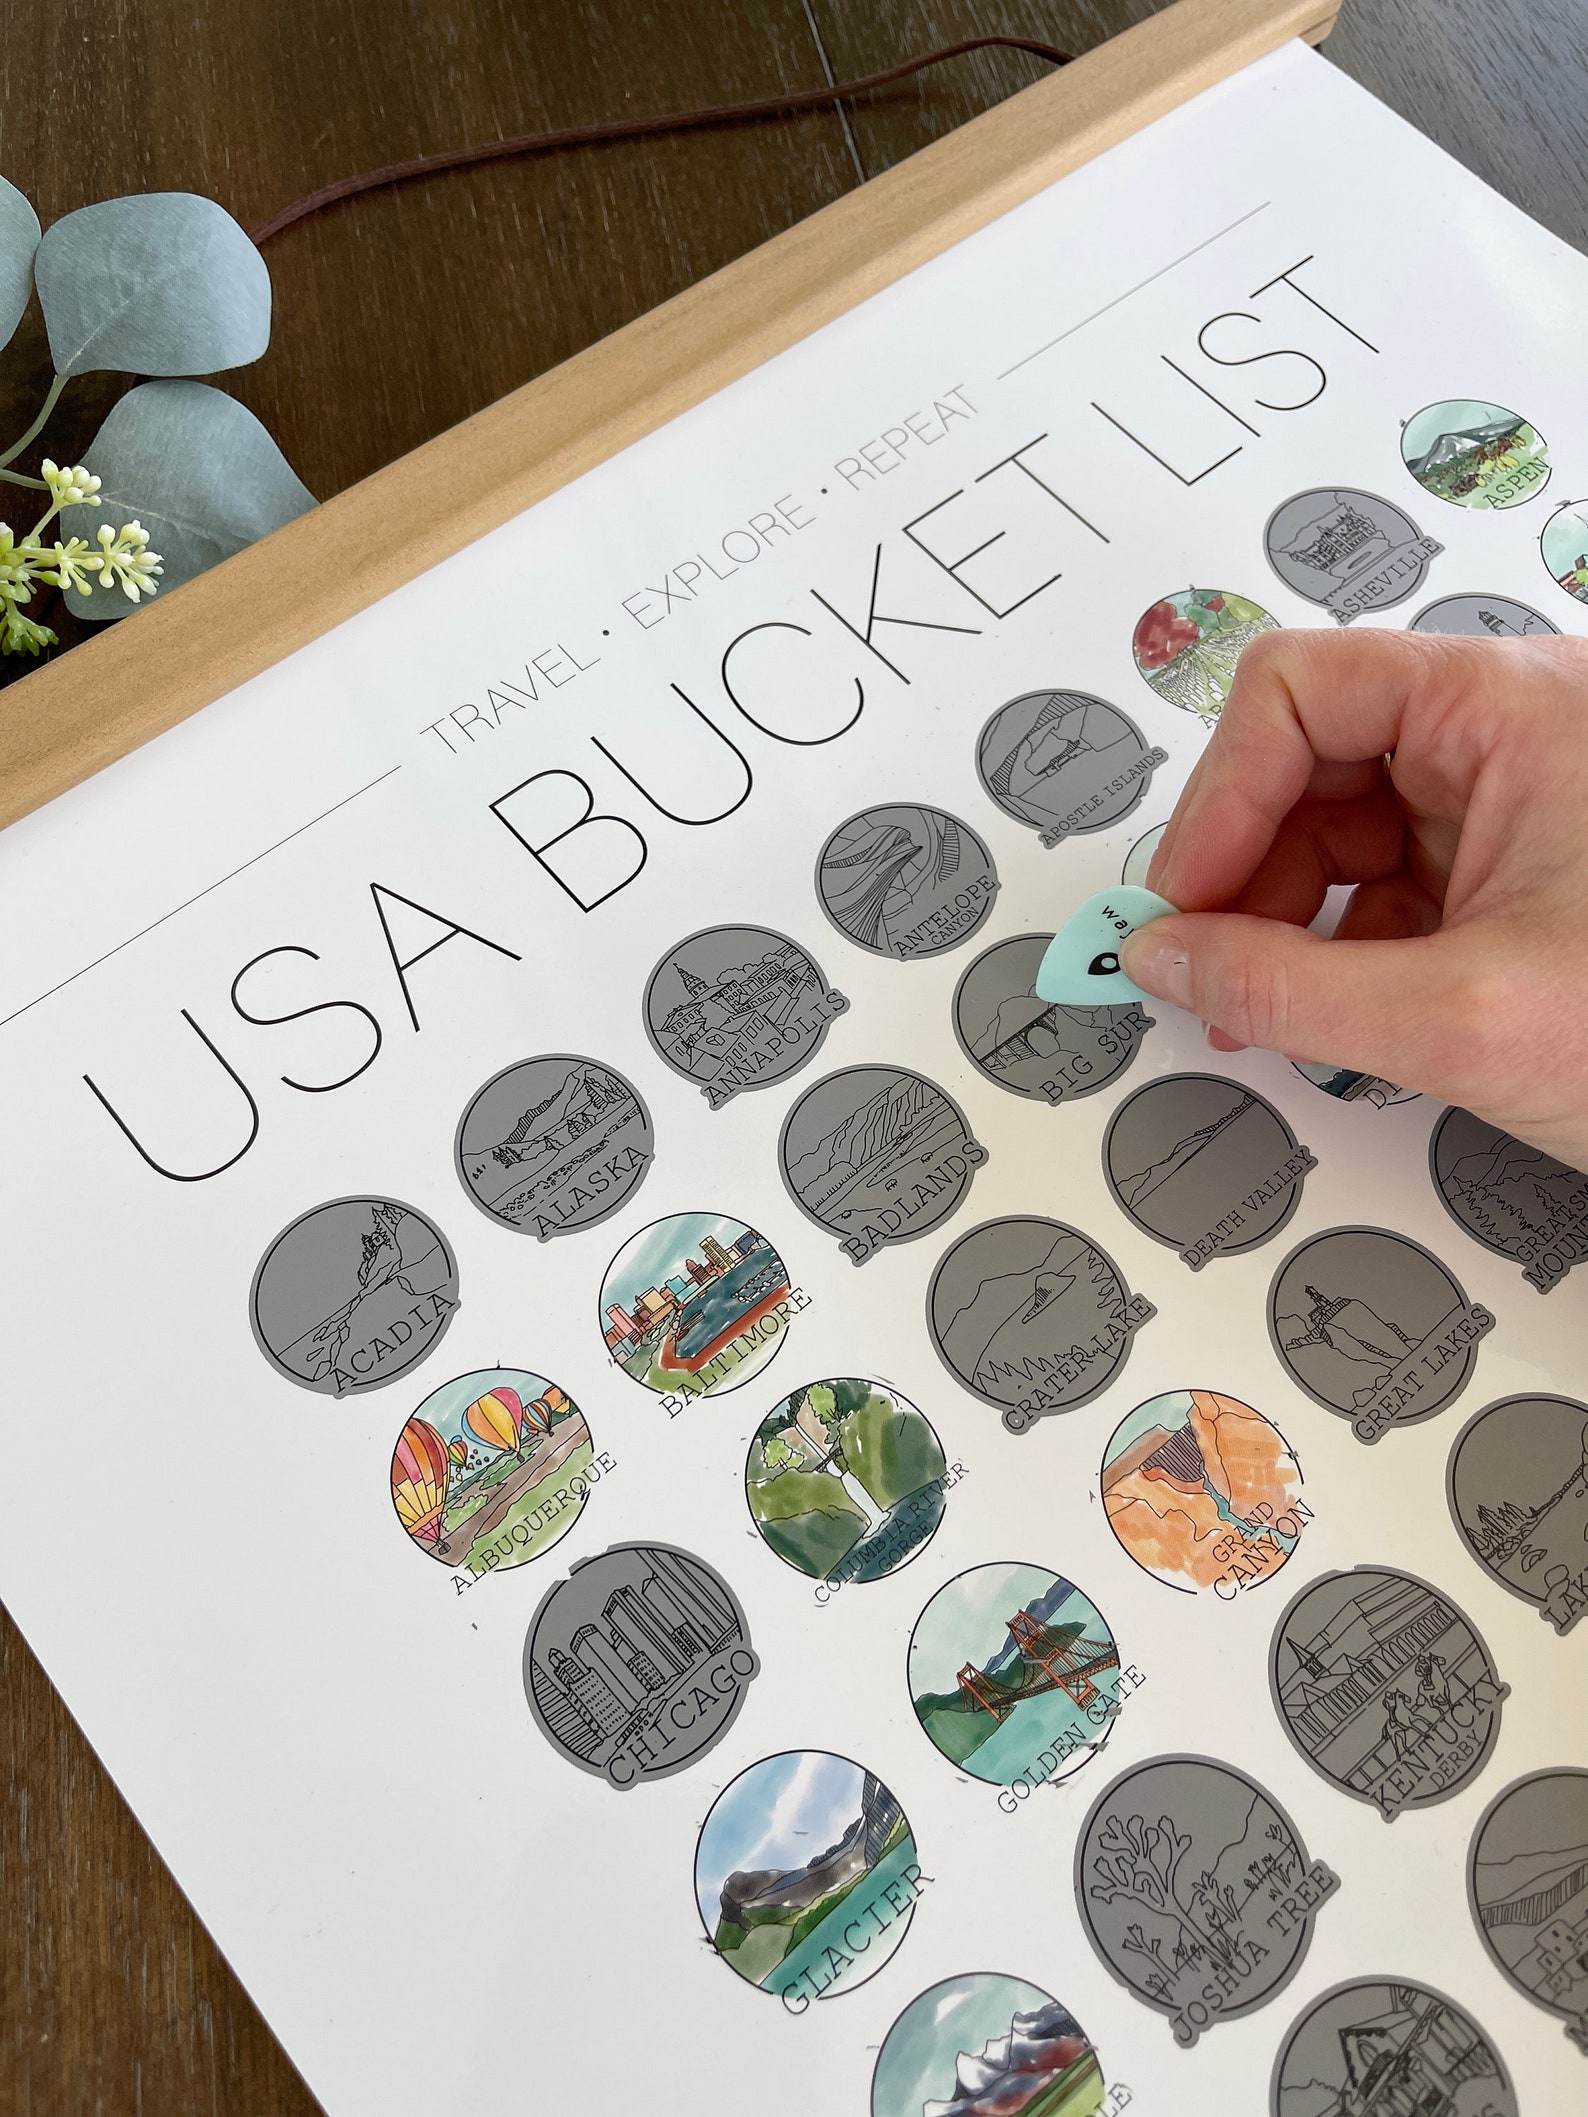 TRAVEL · EXPLORE · REPEAT
USA BUCKET LIST
ACADIA
ALASKA
ANNAPOLIS
ANTELOPE
CANYON
APOSTLE ISLANDS
ASHEVILLE
ASPEN
ALBUQUERQUE
BALTIMORE
BADLANDS
BIG SUR
CHICAGO
COLUMBIA RIVER
GORGE
CRATER LAKE
DEATH VALLEY
GLACIER
GOLDEN GATE
GRAND
CANYON
GREAT LAKES
JOSHUA TREE
KENTUCKY
DERBY